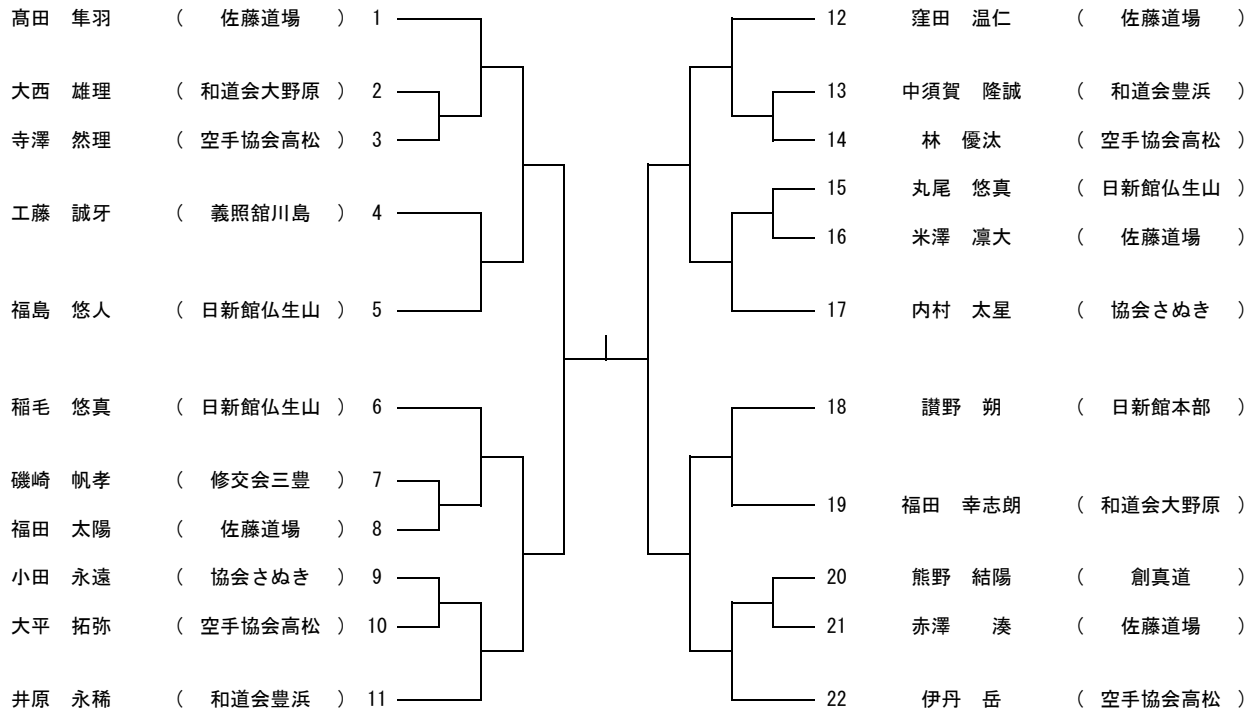 髙田　隼羽　（　佐藤道場　）　1
大西　雄理　（　和道会大野原　）　2
寺澤　然理　（　空手協会高松　）　3
工藤　誠牙　（　義照舘川島　）　4
福島　悠人　（　日新館仏生山　）　5
稲毛　悠真　（　日新館仏生山　）　6
磯崎　帆孝　（　修交会三豊　）　7
福田　太陽　（　佐藤道場　）　8
小田　永遠　（　協会さぬき　）　9
大平　拓弥　（　空手協会高松　）　10
井原　永稀　（　和道会豊浜　）　11
12　窪田　温仁　（　佐藤道場　）
13　中須賀　隆誠　（　和道会豊浜　）
14　林　優汰　（　空手協会高松　）
15　丸尾　悠真　（　日新館仏生山　）
16　米澤　凛大　（　佐藤道場　）
17　内村　太星　（　協会さぬき　）
18　讃野　朔　（　日新館本部　）
19　福田　幸志朗　（　和道会大野原　）
20　熊野　結陽　（　創真道　）
21　赤澤　湊　（　佐藤道場　）
22　伊丹　岳　（　空手協会高松　）